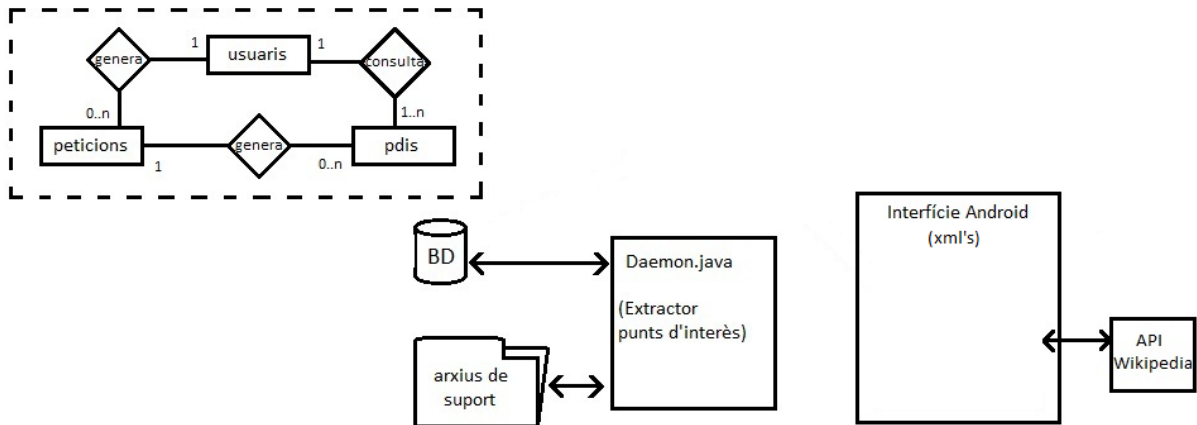 genera
1
usuaris
1
consulta
0..n
1..n
peticions
1
genera
0..n
pdis
BD
Daemon.java
(Extractor
punts d'interès)
arxius de
suport
Interfície Android
(xml's)
API
Wikipedia